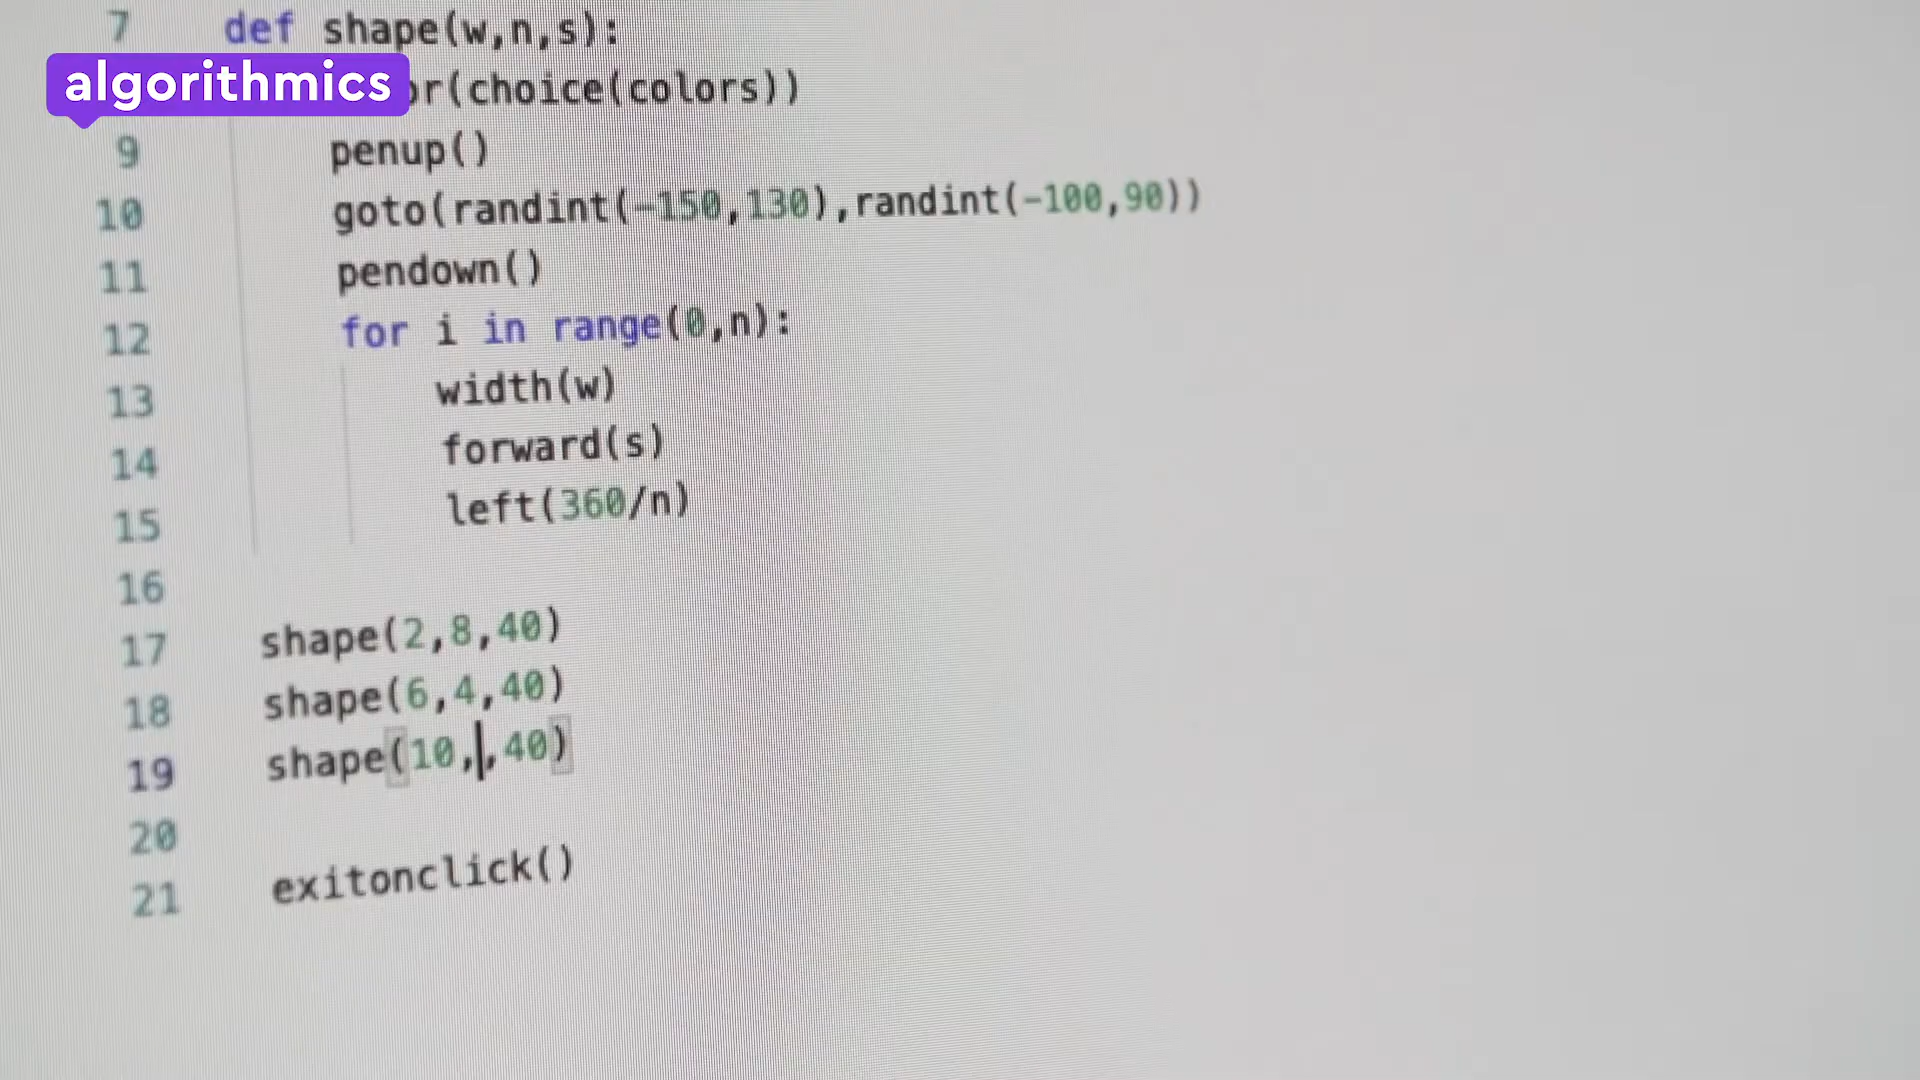 7 def shape(w,n,s):
algorithmics
or(choice(colors))
9 penup()
10 goto(randint(-150,130),randint(-100,90))
11 pendown()
12 for i in range(0,n):
13 width(w)
14 forward(s)
15 left(360/n)
16
17 shape(2,8,40)
18 shape(6,4,40)
19 shape(10,,40)
20
21 exitonclick()